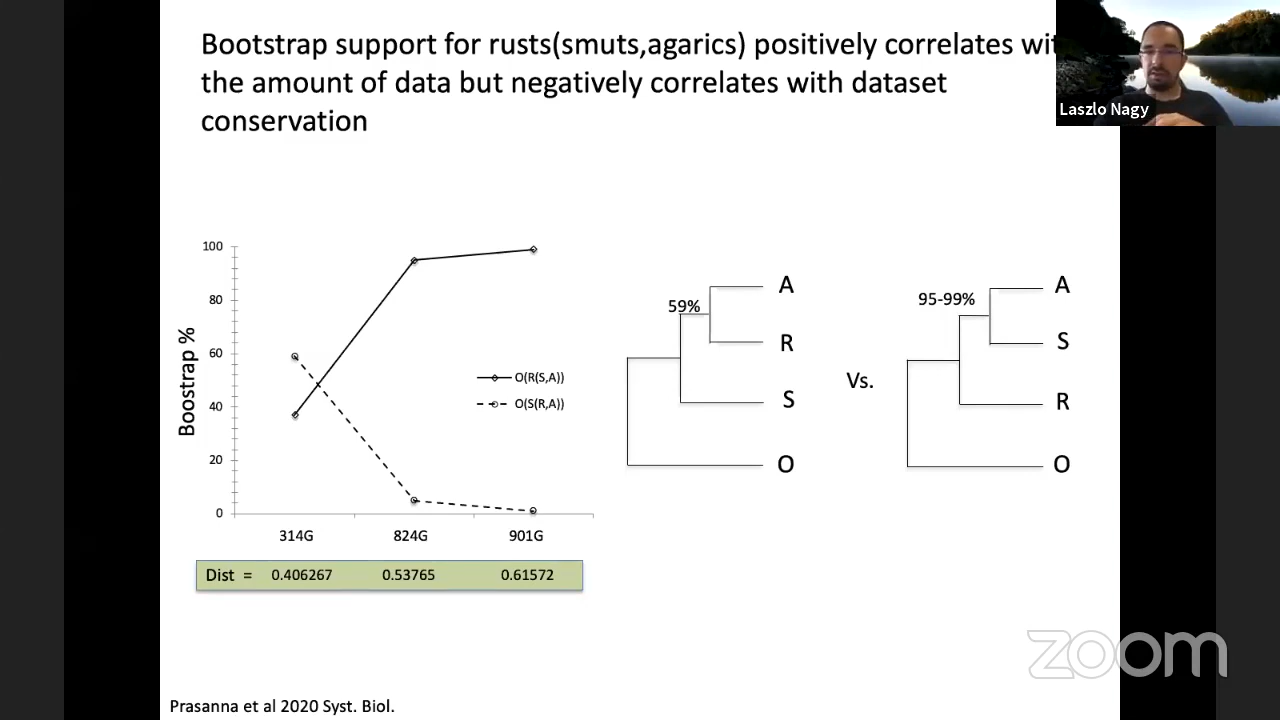 Bootstrap support for rusts(smuts,agarics) positively correlates wit
the amount of data but negatively correlates with dataset
conservation
Laszlo Nagy
Boostrap %
100
80
60
40
20
0
314G 824G 901G
O(R(S,A))
O(S(R,A))
Dist = 0.406267 0.53765 0.61572
59%
A
R
S
O
Vs.
95-99%
A
S
R
O
zoom
Prasanna et al 2020 Syst. Biol.